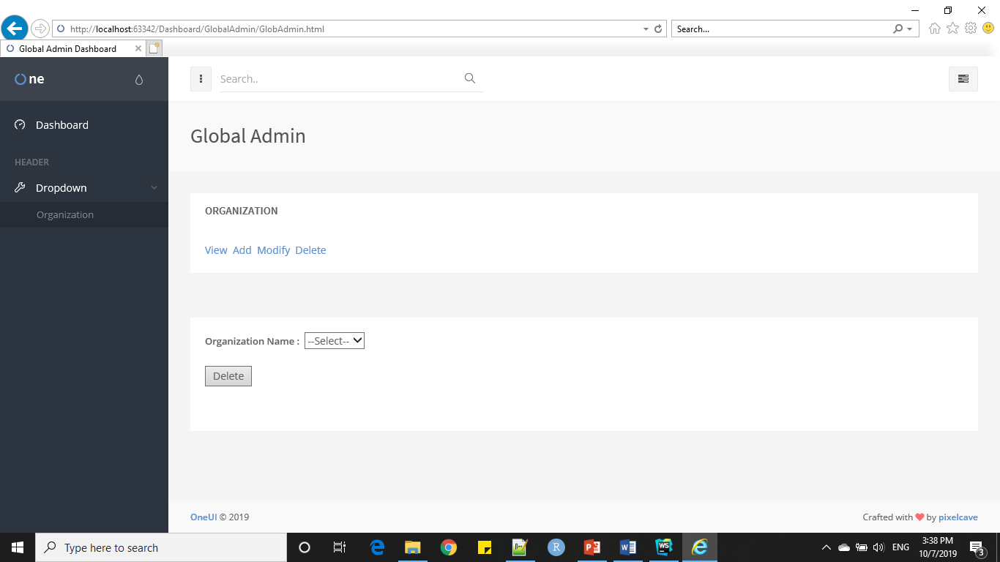 http://localhost:63342/Dashboard/GlobalAdmin/GlobAdmin.html
Search...
Global Admin Dashboard
ne
Search..
Dashboard
Global Admin
HEADER
Dropdown
Organization
ORGANIZATION
View Add Modify Delete
Organization Name : --Select--
Delete
OneUI © 2019
Crafted with ❤ by pixelcave
Type here to search
R
P
W
WS
ENG
3:38 PM
10/7/2019
3